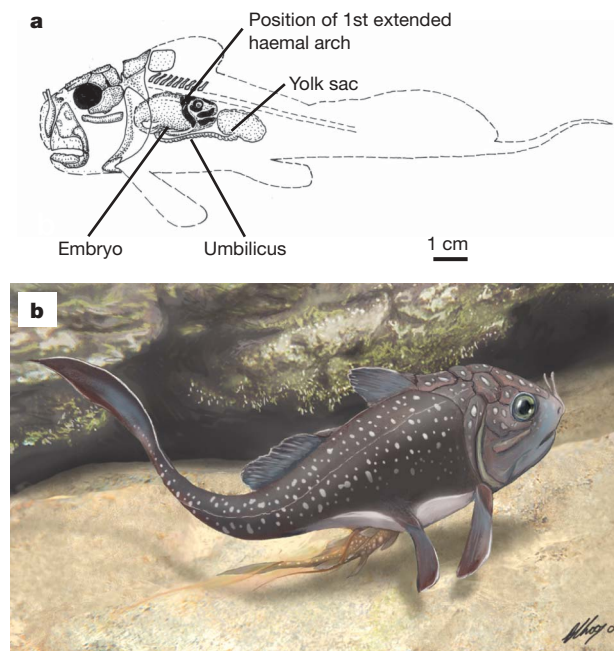 a
Position of 1st extended
haemal arch
Yolk sac
Embryo
Umbilicus
1 cm
b